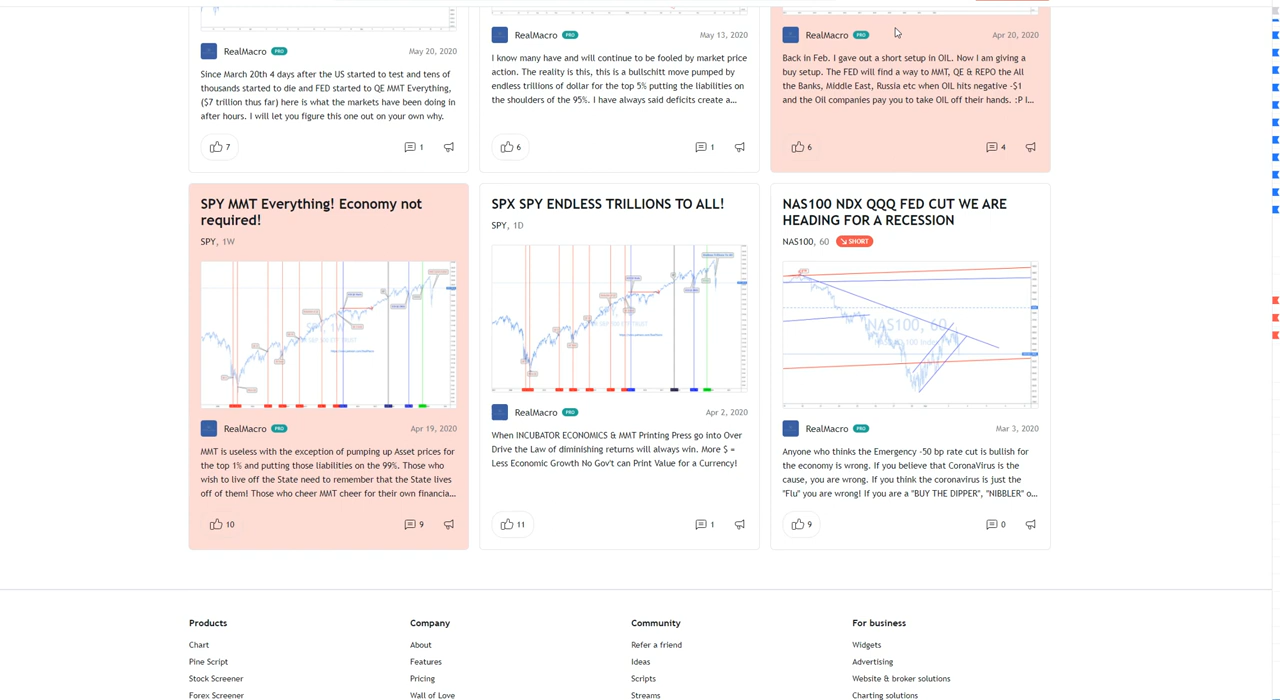 RealMacro PRO May 20, 2020
Since March 20th 4 days after the US started to test and tens of
thousands started to die and FED started to QE MMT Everything,
($7 trillion thus far) here is what the markets have been doing in
after hours. I will let you figure this one out on your own why.
7 1
RealMacro PRO May 13, 2020
I know many have and will continue to be fooled by market price
action. The reality is this, this is a bullschitt move pumped by
endless trillions of dollar for the top 5% putting the liabilities on
the shoulders of the 95%. I have always said deficits create a...
6 1
RealMacro PRO Apr 20, 2020
Back in Feb. I gave out a short setup in OIL. Now I am giving a
buy setup. The FED will find a way to MMT, QE & REPO the All
the Banks, Middle East, Russia etc when OIL hits negative -$1
and the Oil companies pay you to take OIL off their hands. :P I...
6 4
SPY MMT Everything! Economy not
required!
SPY, 1W
RealMacro PRO Apr 19, 2020
MMT is useless with the exception of pumping up Asset prices for
the top 1% and putting those liabilities on the 99%. Those who
wish to live off the State need to remember that the State lives
off of them! Those who cheer MMT cheer for their own financia...
10 9
SPX SPY ENDLESS TRILLIONS TO ALL!
SPY, 1D
RealMacro PRO Apr 2, 2020
When INCUBATOR ECONOMICS & MMT Printing Press go into Over
Drive the Law of diminishing returns will always win. More $ =
Less Economic Growth No Gov't can Print Value for a Currency!
11 1
NAS100 NDX QQQ FED CUT WE ARE
HEADING FOR A RECESSION
NAS100, 60 SHORT
NAS100, 60
RealMacro PRO Mar 3, 2020
Anyone who thinks the Emergency -50 bp rate cut is bullish for
the economy is wrong. If you believe that CoronaVirus is the
cause, you are wrong. If you think the coronavirus is just the
"Flu" you are wrong! If you are a "BUY THE DIPPER", "NIBBLER" o...
9 0
Products
Chart
Pine Script
Stock Screener
Forex Screener
Company
About
Features
Pricing
Wall of Love
Community
Refer a friend
Ideas
Scripts
Streams
For business
Widgets
Advertising
Website & broker solutions
Charting solutions